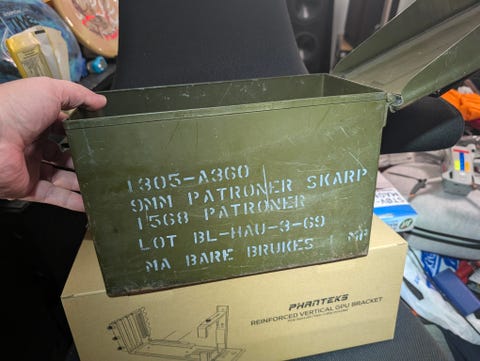 1305-A360
9MM PATRONER SKARP
1568 PATRONER
LOT BL-HAU-3-69
MA BARE BRUKES I MP
PHANTEKS
REINFORCED VERTICAL GPU BRACKET